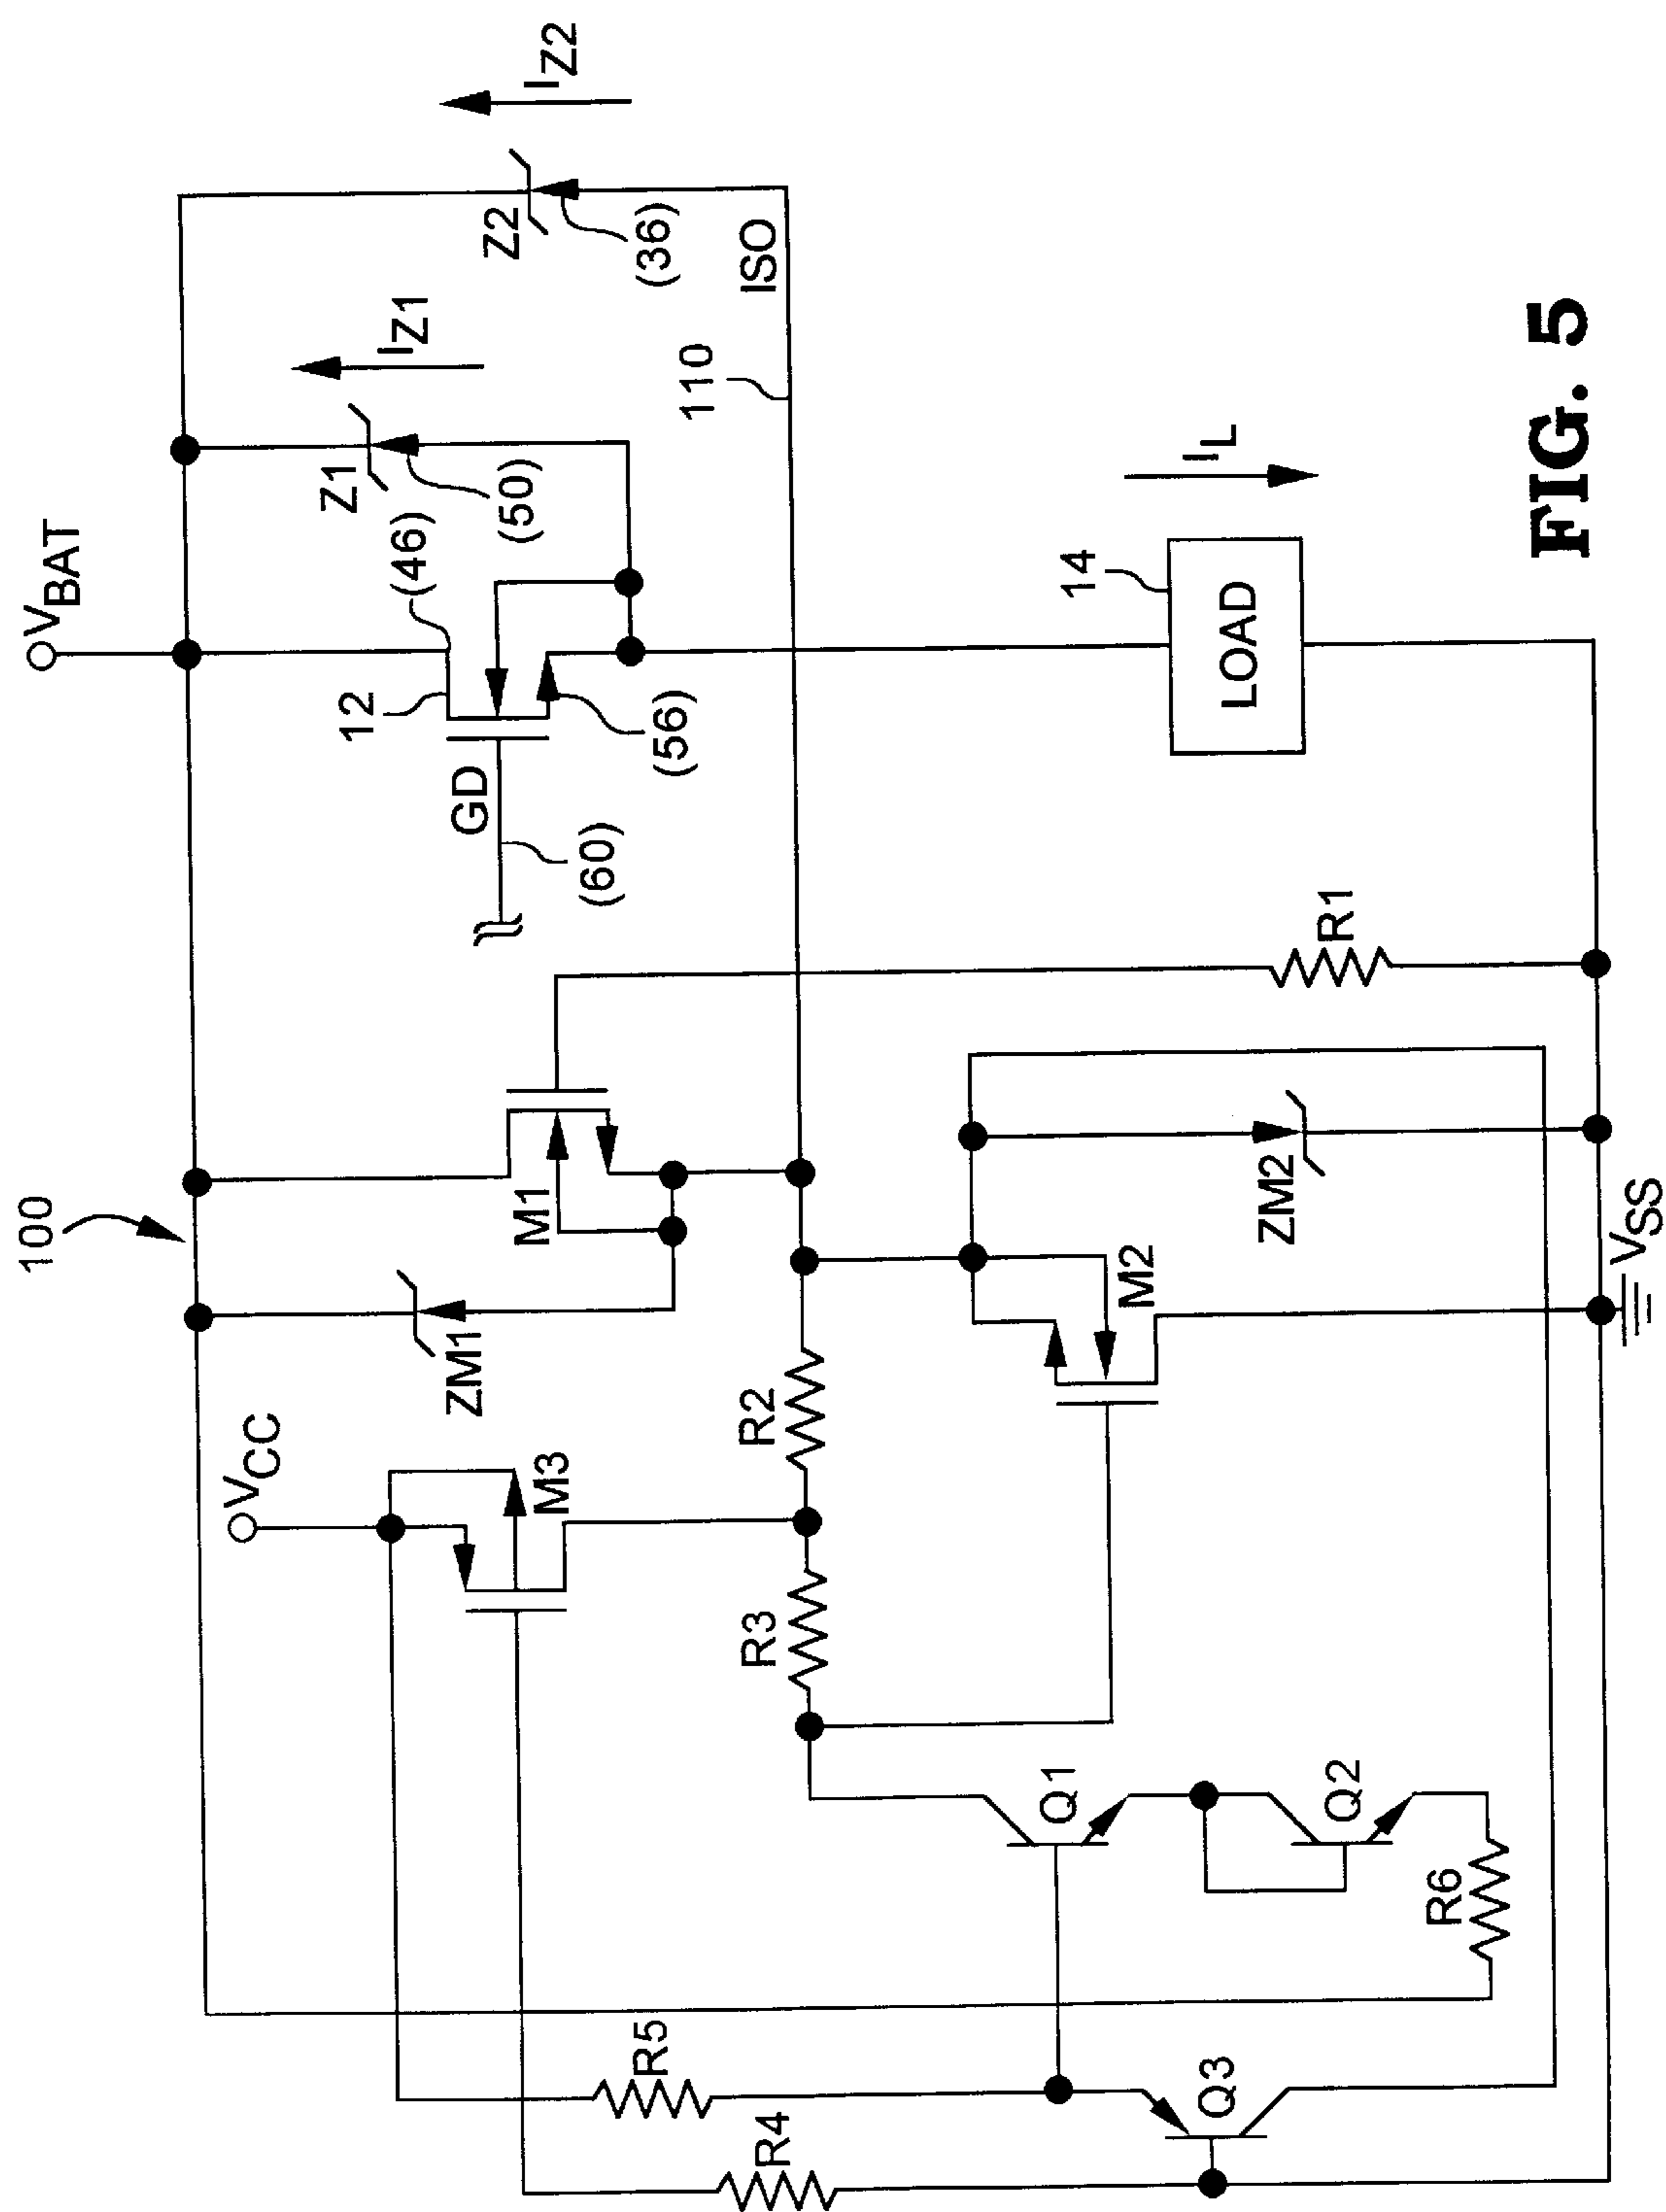 100
V_BAT
V_CC
M3
ZM1
M1
12
(46)
GD
(60)
(56)
Z1
(50)
I_Z1
Z2
(36)
I_Z2
ISO
110
R5
R4
R3
R2
Q1
Q2
Q3
R6
M2
ZM2
R1
14
LOAD
I_L
V_SS
FIG. 5